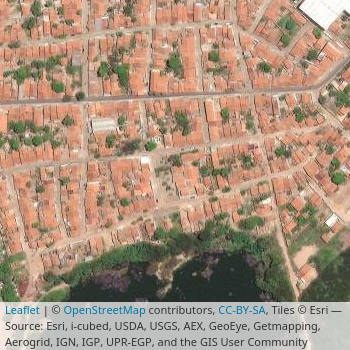 Leaflet | © OpenStreetMap contributors, CC-BY-SA, Tiles © Esri —
Source: Esri, i-cubed, USDA, USGS, AEX, GeoEye, Getmapping,
Aerogrid, IGN, IGP, UPR-EGP, and the GIS User Community